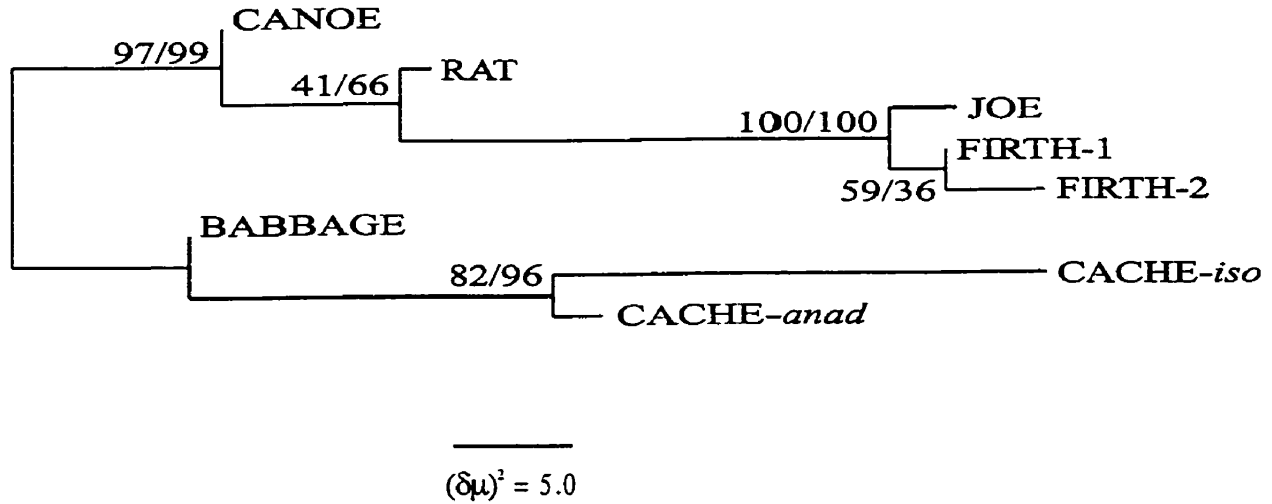 CANOE
97/99
41/66
RAT
100/100
JOE
FIRTH-1
59/36
FIRTH-2
BABBAGE
82/96
CACHE-iso
CACHE-anad
(δμ)² = 5.0